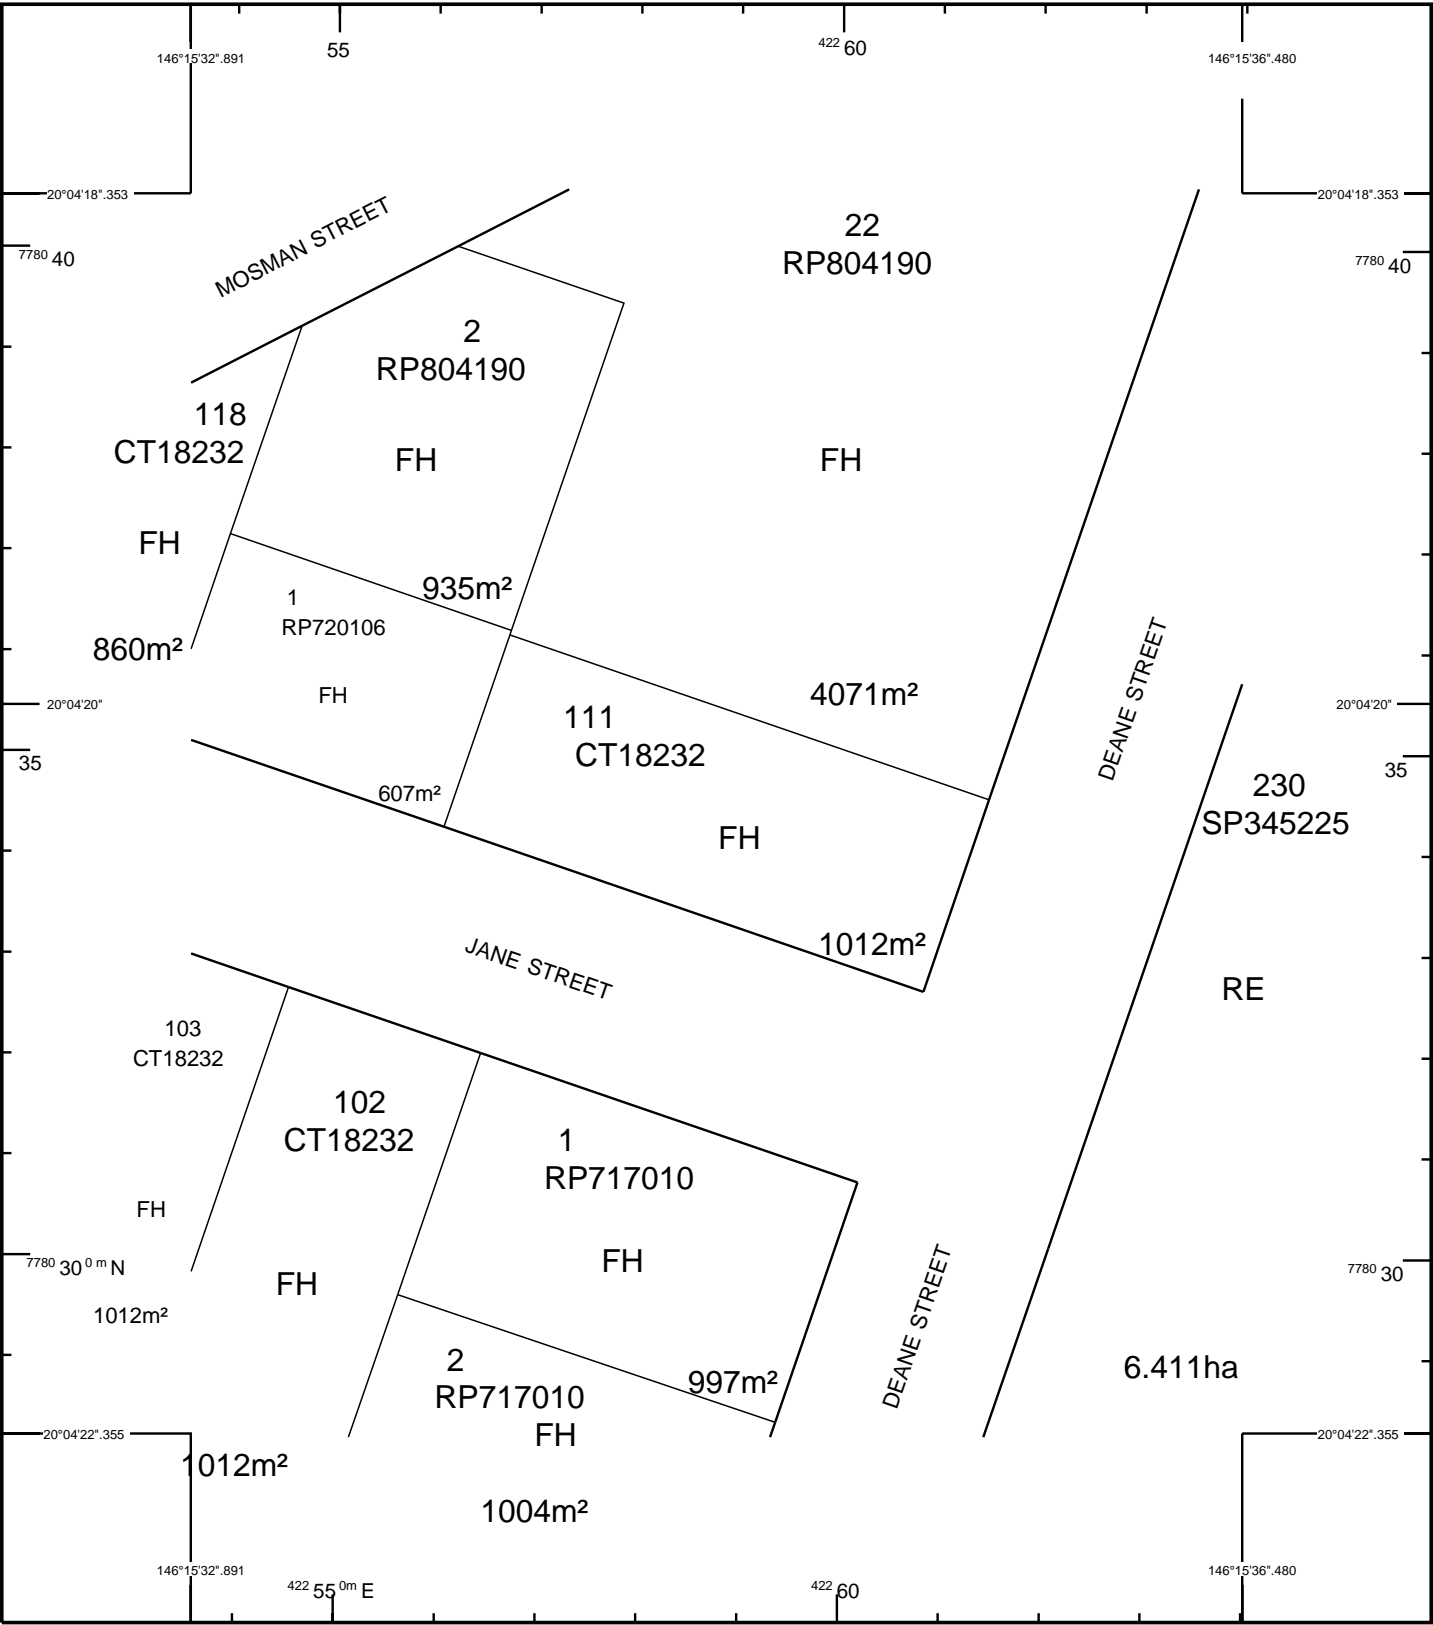 146°15'32".891
55
422 60
146°15'36".480
20°04'18".353
20°04'18".353
MOSMAN STREET
22
RP804190
7780 40
7780 40
2
RP804190
118
CT18232
FH
FH
FH
935m²
1
RP720106
860m²
FH
4071m²
DEANE STREET
20°04'20"
20°04'20"
111
CT18232
35
35
607m²
230
SP345225
FH
1012m²
JANE STREET
RE
103
CT18232
102
CT18232
1
RP717010
FH
FH
7780 30 0 m N
7780 30
FH
1012m²
DEANE STREET
2
RP717010
997m²
6.411ha
FH
20°04'22".355
20°04'22".355
1012m²
1004m²
146°15'32".891
422 55 0m E
422 60
146°15'36".480